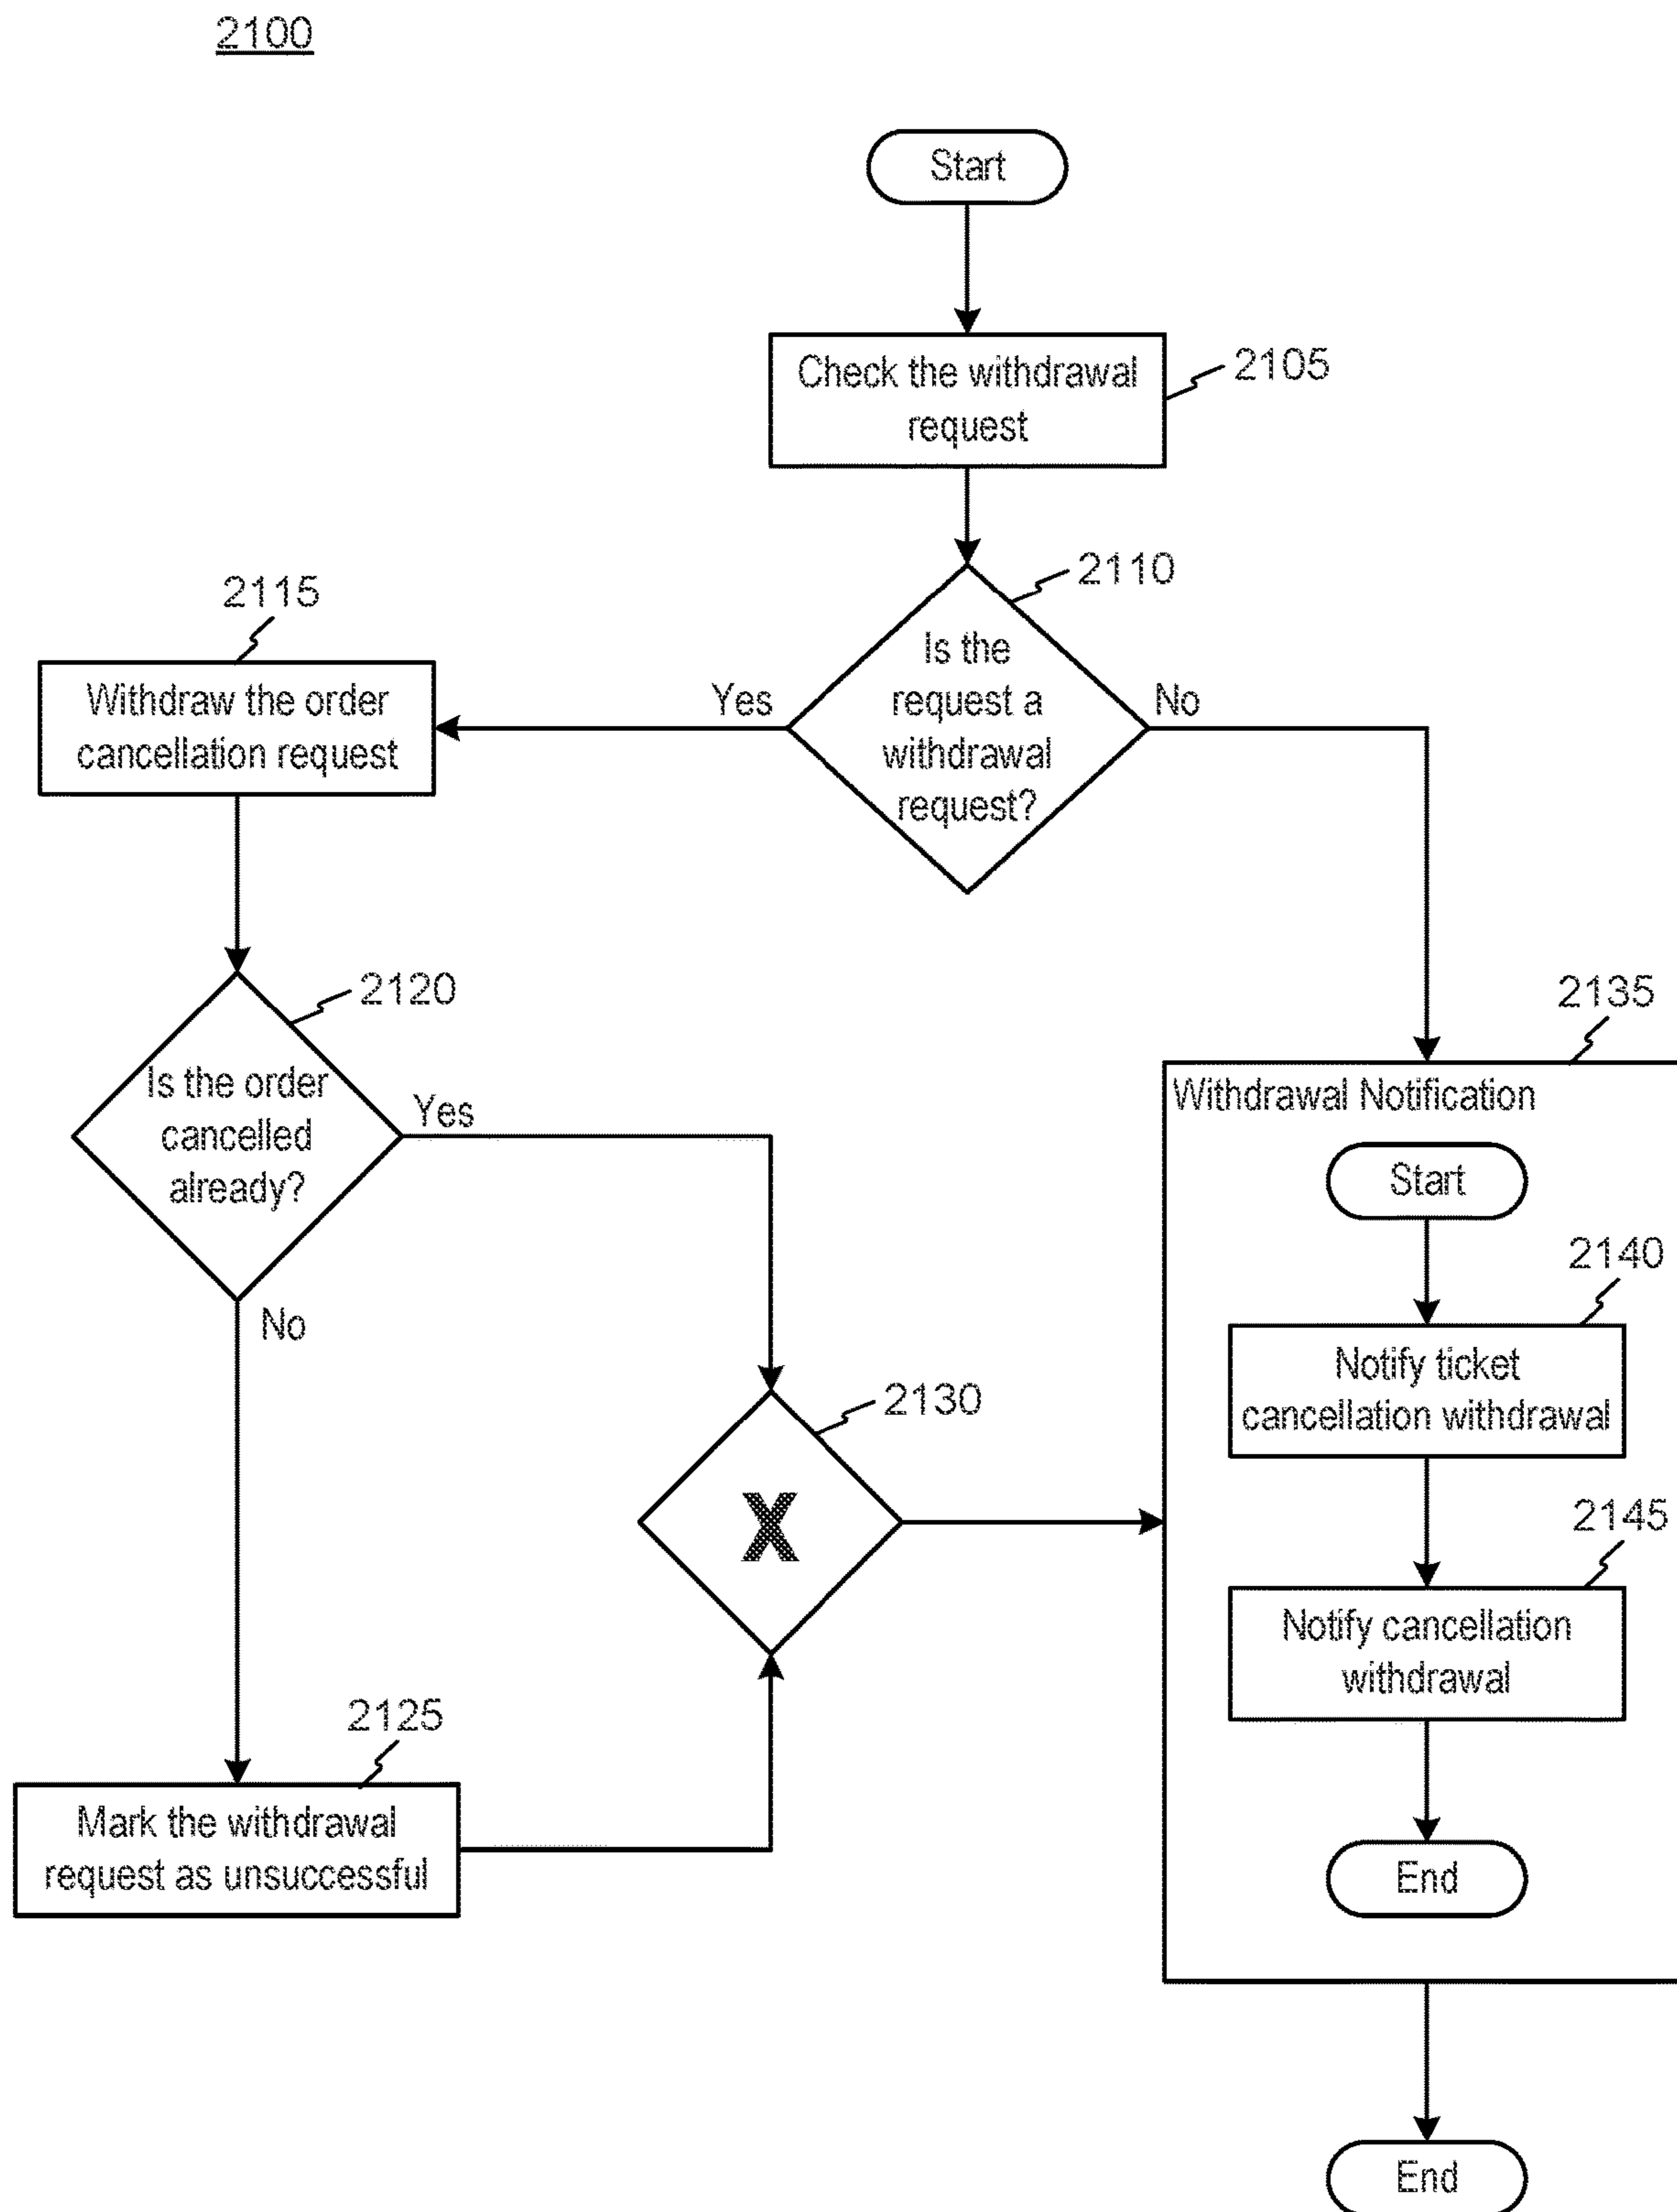 2100
Start
Check the withdrawal
request
2105
2110
Is the
request a
withdrawal
request?
Yes
No
2115
Withdraw the order
cancellation request
2120
Is the order
cancelled
already?
Yes
No
2125
Mark the withdrawal
request as unsuccessful
2130
X
2135
Withdrawal Notification
Start
2140
Notify ticket
cancellation withdrawal
2145
Notify cancellation
withdrawal
End
End